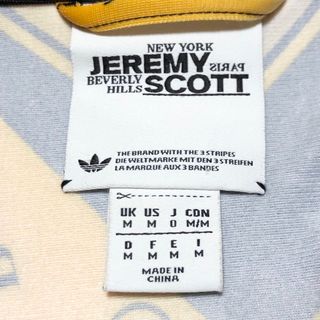 NEW YORK
JEREMY PARIS
BEVERLY HILLS SCOTT
THE BRAND WITH THE 3 STRIPES
DIE WELTMARKE MIT DEN 3 STREIFEN
LA MARQUE AUX 3 BANDES
UK US J CDN
M M O M/M
D F E I
M M M M
MADE IN
CHINA